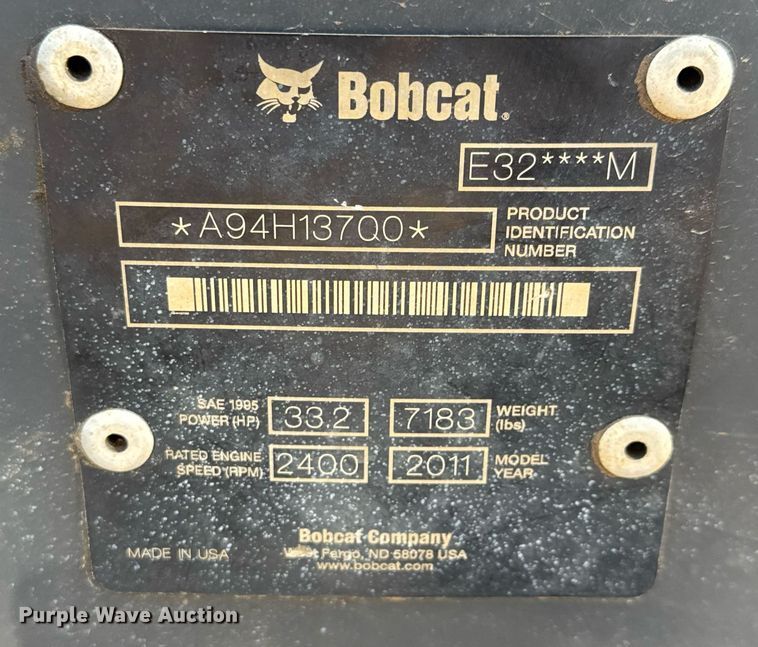 Bobcat®
E32****M
*A94H13700*
PRODUCT
IDENTIFICATION
NUMBER
SAE 1995
POWER (HP)
33.2
7183
WEIGHT
(lbs)
RATED ENGINE
SPEED (RPM)
2400
2011
MODEL
YEAR
Bobcat Company
West Fargo, ND 58078 USA
www.bobcat.com
MADE IN USA
Purple Wave Auction